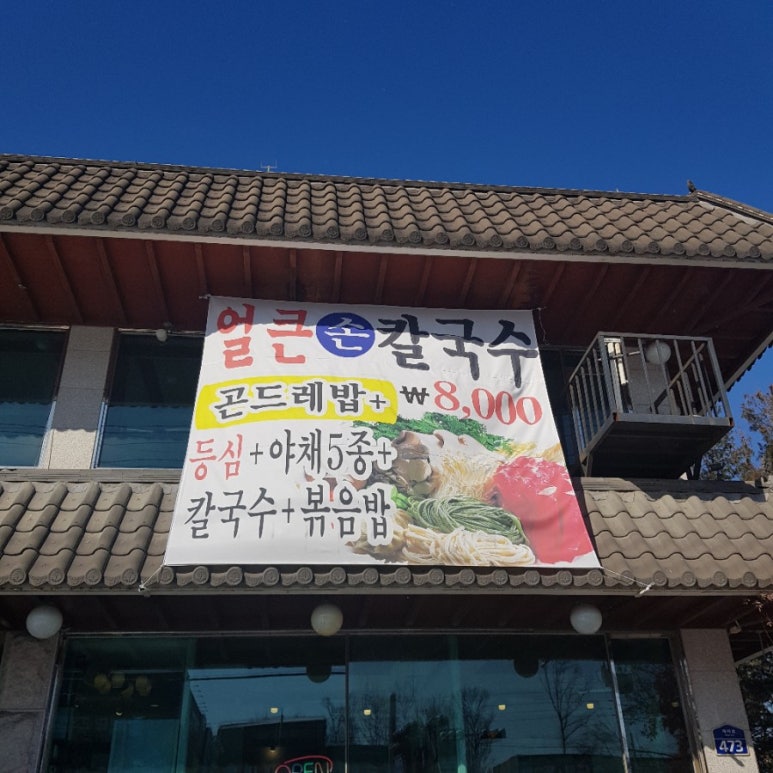 얼큰 손 칼국수
곤드레밥+ ₩8,000
등심+야채5종+
칼국수+볶음밥
OPEN
473